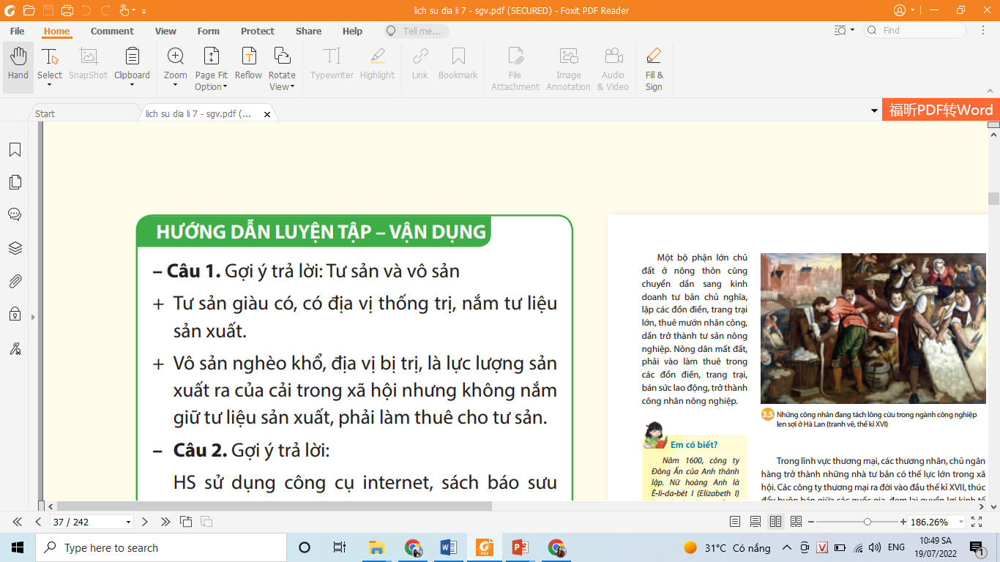 lich su dia li 7 - sgv.pdf (SECURED) - Foxit PDF Reader
File Home Comment View Form Protect Share Help Tell me... Find
Hand Select SnapShot Clipboard Zoom Page Fit Option Reflow Rotate View Typewriter Highlight Link Bookmark File Attachment Image Annotation Audio & Video Fill & Sign
Start lich su dia li 7 - sgv.pdf (... 福昕PDF转Word
HƯỚNG DẪN LUYỆN TẬP – VẬN DỤNG
– Câu 1. Gợi ý trả lời: Tư sản và vô sản
+ Tư sản giàu có, có địa vị thống trị, nắm tư liệu
sản xuất.
+ Vô sản nghèo khổ, địa vị bị trị, là lực lượng sản
xuất ra của cải trong xã hội nhưng không nắm
giữ tư liệu sản xuất, phải làm thuê cho tư sản.
– Câu 2. Gợi ý trả lời:
HS sử dụng công cụ internet, sách báo sưu
Một bộ phận lớn chủ
đất ở nông thôn cũng
chuyển dần sang kinh
doanh tư bản chủ nghĩa,
lập các đồn điền, trang trại
lớn, thuê mướn nhân công,
dần trở thành tư sản nông
nghiệp. Nông dân mất đất,
phải vào làm thuê trong
các đồn điền, trang trại,
bán sức lao động, trở thành
công nhân nông nghiệp.
3.5 Những công nhân đang tách lông cừu trong ngành công nghiệp
len sợi ở Hà Lan (tranh vẽ, thế kỉ XVI)
Em có biết?
Năm 1600, công ty
Đông Ấn của Anh thành
lập. Nữ hoàng Anh là
Ê-li-da-bét I (Elizabeth I)
Trong lĩnh vực thương mại, các thương nhân, chủ ngân
hàng trở thành những nhà tư bản có thế lực lớn trong xã
hội. Các công ty thương mại ra đời vào đầu thế kỉ XVII, thúc
đẩy buôn bán giữa các quốc gia, đem lại quyền lợi kinh tế
37 / 242 186.26%
Type here to search 31°C Có nắng ENG 10:49 SA
19/07/2022 1